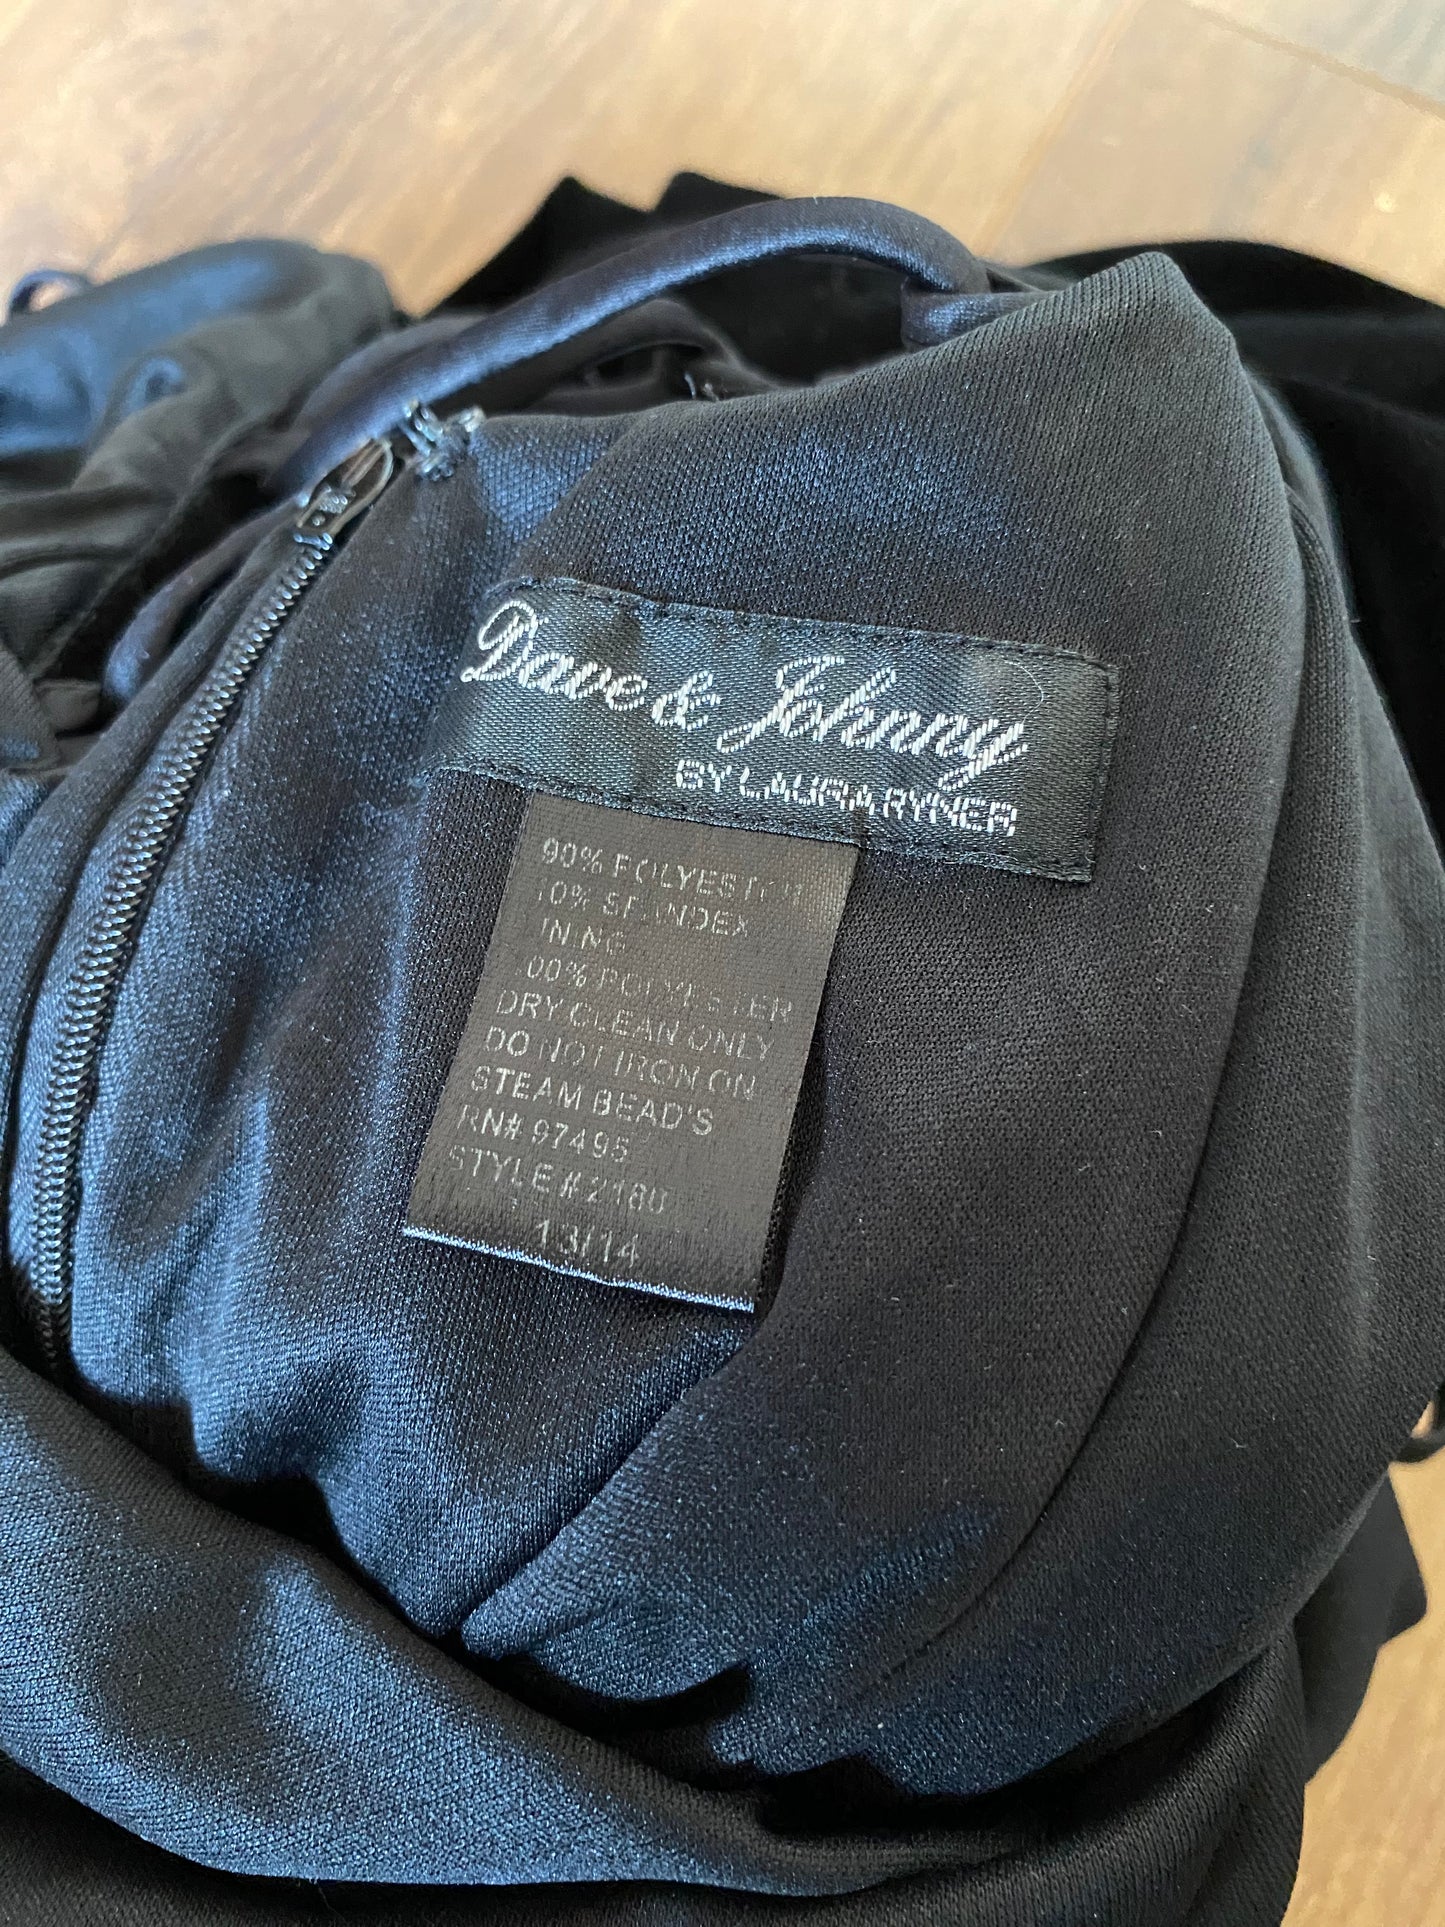 Dave & Johnny
BY LAURA RYNER
90% POLYESTER
10% SPANDEX
LINING
100% POLYESTER
DRY CLEAN ONLY
DO NOT IRON ON
STEAM BEAD'S
RN# 97495
STYLE # 2180
13/14